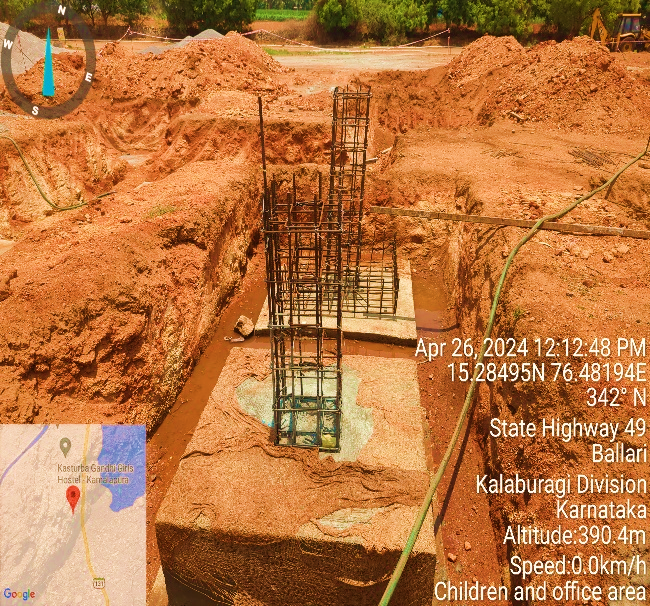 N
W
E
S
Apr 26, 2024 12:12:48 PM
15.28495N 76.48194E
342° N
State Highway 49
Ballari
Kalaburagi Division
Karnataka
Altitude:390.4m
Speed:0.0km/h
Children and office area
Kasturba Gandhi Girls
Hostel - Kamalapura
Google